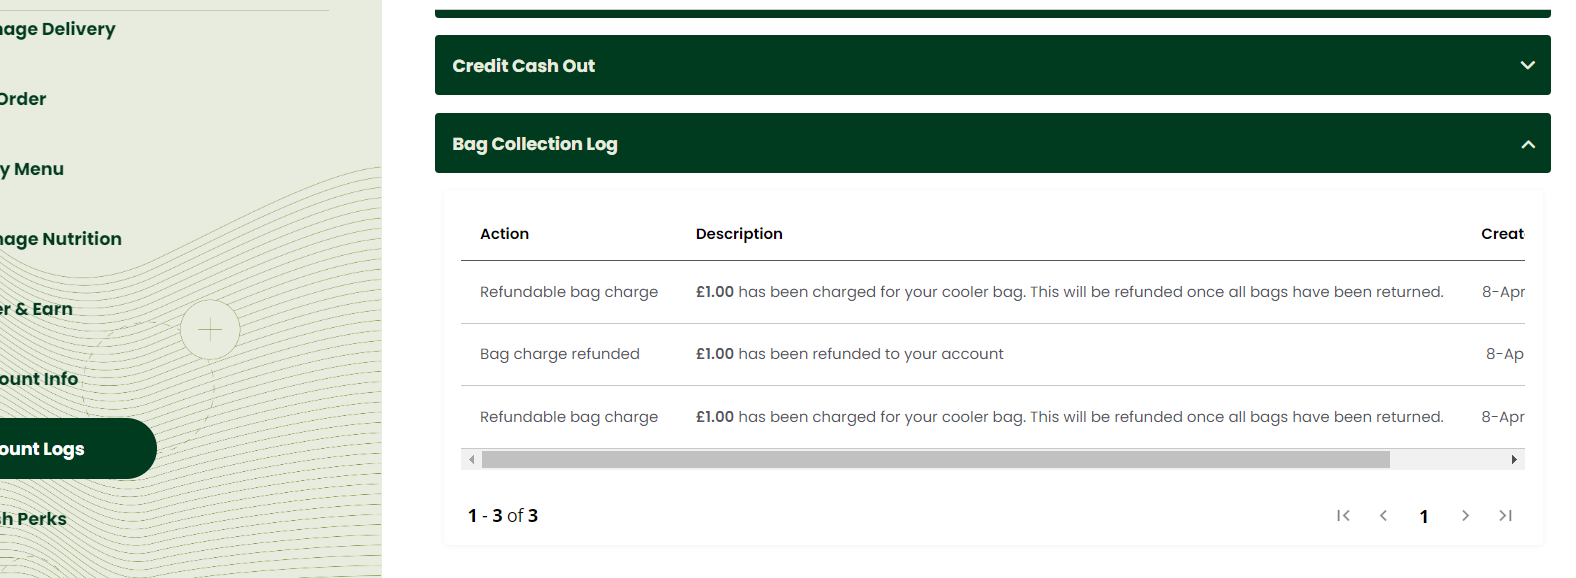 nage Delivery
Order
y Menu
nage Nutrition
er & Earn
ount Info
ount Logs
sh Perks
Credit Cash Out
Bag Collection Log
Action Description Creat
Refundable bag charge £1.00 has been charged for your cooler bag. This will be refunded once all bags have been returned. 8-Apr
Bag charge refunded £1.00 has been refunded to your account 8-Ap
Refundable bag charge £1.00 has been charged for your cooler bag. This will be refunded once all bags have been returned. 8-Apr
1 - 3 of 3 1